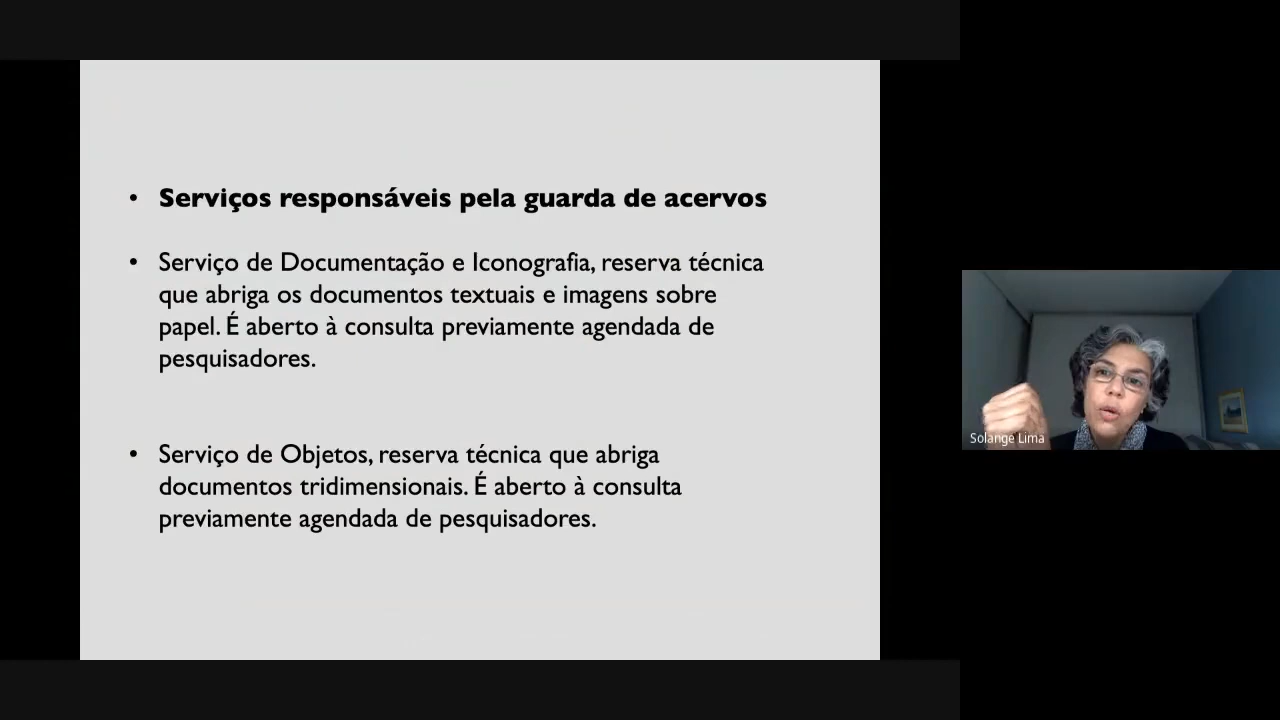 • Serviços responsáveis pela guarda de acervos
• Serviço de Documentação e Iconografia, reserva técnica
que abriga os documentos textuais e imagens sobre
papel. É aberto à consulta previamente agendada de
pesquisadores.
• Serviço de Objetos, reserva técnica que abriga
documentos tridimensionais. É aberto à consulta
previamente agendada de pesquisadores.
Solange Lima